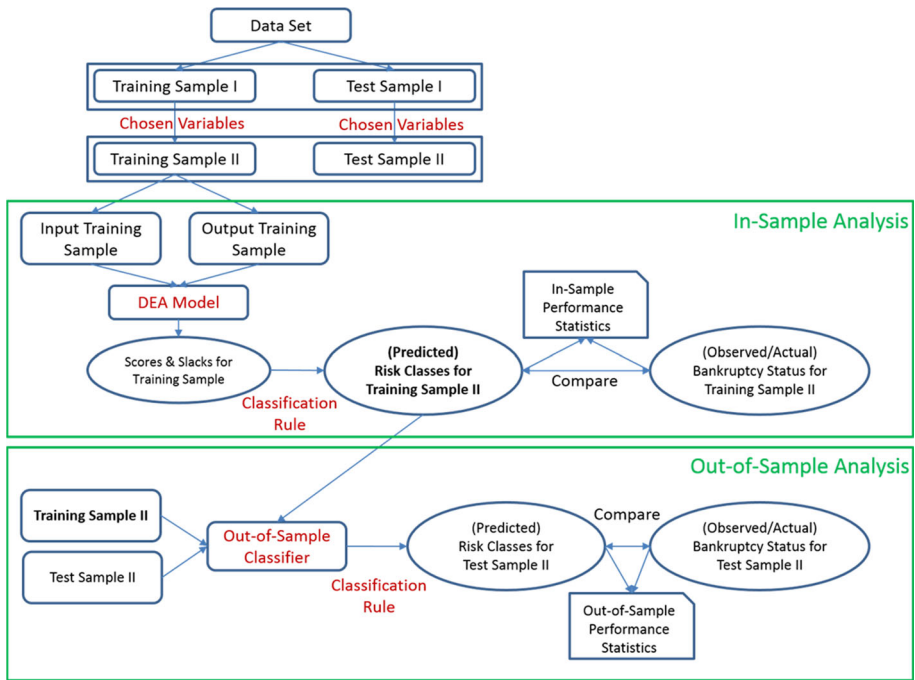 Data Set
Training Sample I
Test Sample I
Chosen Variables
Chosen Variables
Training Sample II
Test Sample II
In-Sample Analysis
Input Training
Sample
Output Training
Sample
DEA Model
Scores & Slacks for
Training Sample
Classification
Rule
(Predicted)
Risk Classes for
Training Sample II
In-Sample
Performance
Statistics
Compare
(Observed/Actual)
Bankruptcy Status for
Training Sample II
Out-of-Sample Analysis
Training Sample II
Test Sample II
Out-of-Sample
Classifier
Classification
Rule
(Predicted)
Risk Classes for
Test Sample II
Compare
(Observed/Actual)
Bankruptcy Status for
Test Sample II
Out-of-Sample
Performance
Statistics